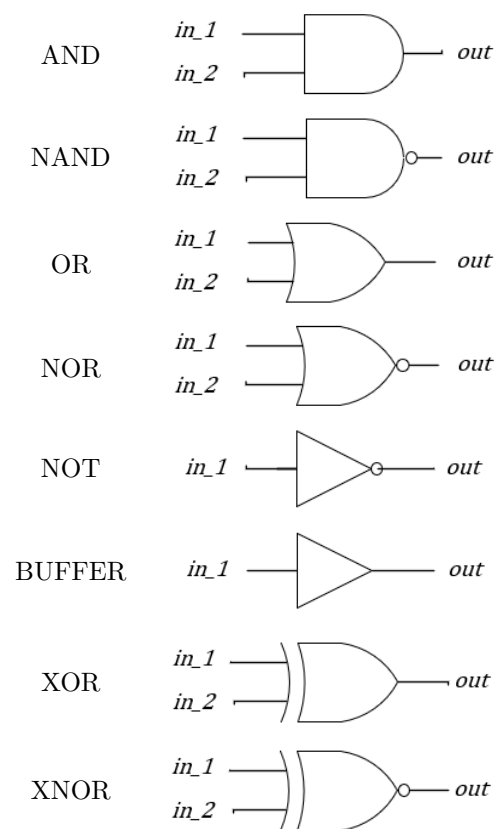 in_1
AND out
in_2
in_1
NAND out
in_2
in_1
OR out
in_2
in_1
NOR out
in_2
NOT in_1 out
BUFFER in_1 out
in_1
XOR out
in_2
in_1
XNOR out
in_2